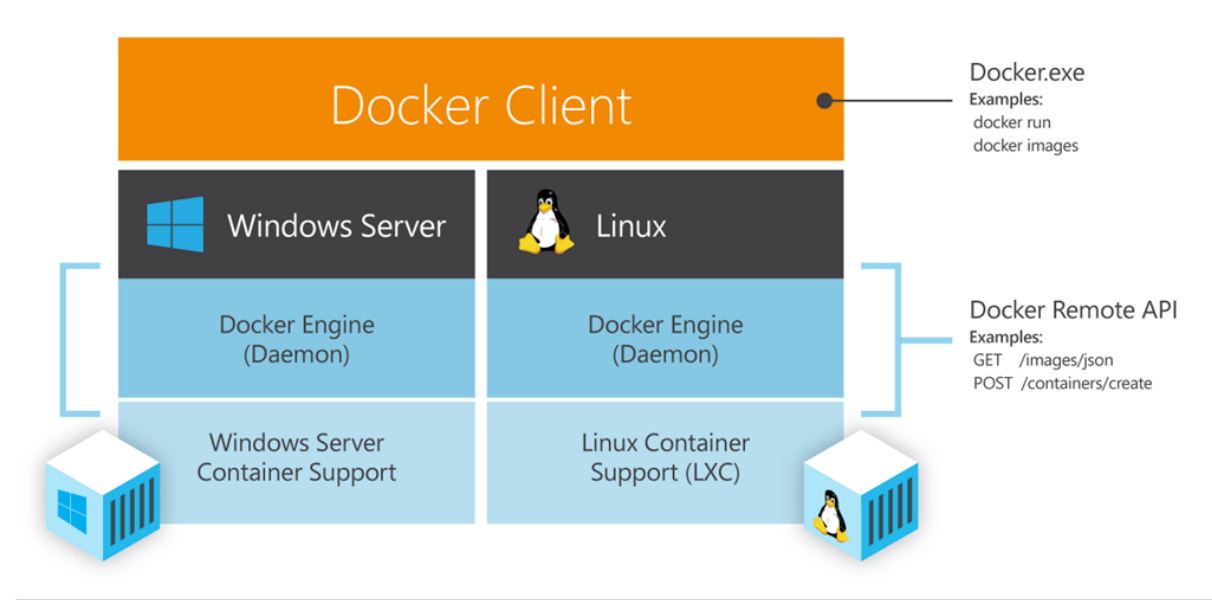 Docker Client
Docker.exe
Examples:
docker run
docker images
Windows Server
Linux
Docker Engine
(Daemon)
Docker Engine
(Daemon)
Docker Remote API
Examples:
GET /images/json
POST /containers/create
Windows Server
Container Support
Linux Container
Support (LXC)